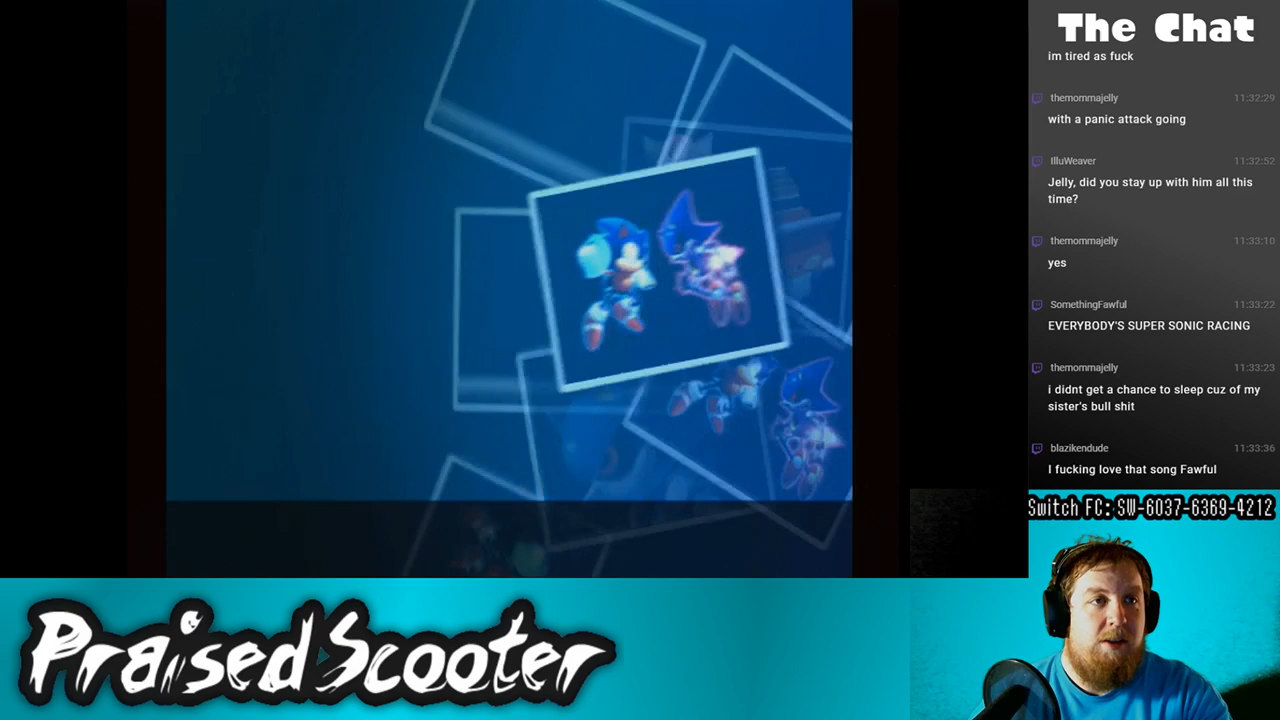 The Chat
im tired as fuck
themommajelly 11:32:29
with a panic attack going
IlluWeaver 11:32:52
Jelly, did you stay up with him all this
time?
themommajelly 11:33:10
yes
SomethingFawful 11:33:22
EVERYBODY'S SUPER SONIC RACING
themommajelly 11:33:23
i didnt get a chance to sleep cuz of my
sister's bull shit
blazikendude 11:33:36
I fucking love that song Fawful
Switch FC: SW-6037-6369-4212
PraisedScooter